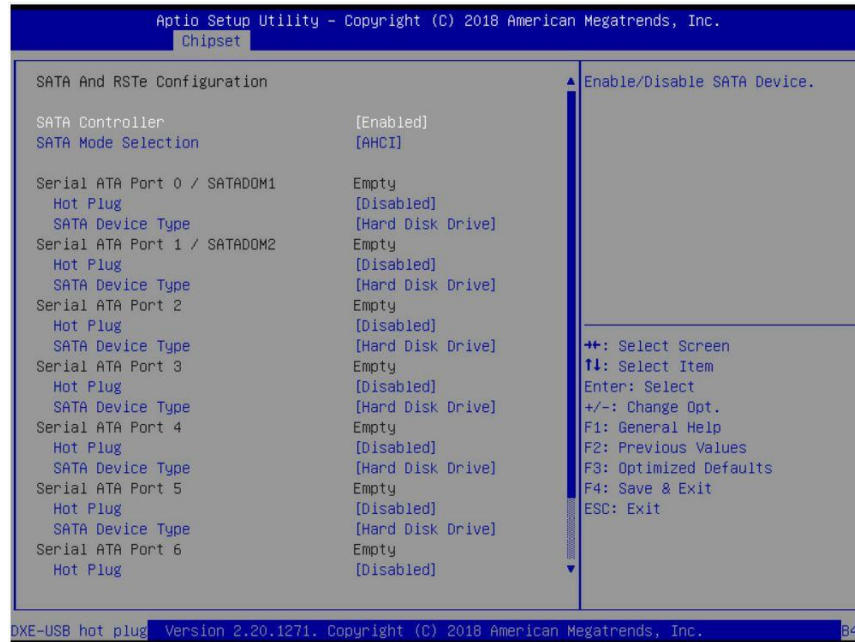 Aptio Setup Utility – Copyright (C) 2018 American Megatrends, Inc.
Chipset
SATA And RSTe Configuration
SATA Controller [Enabled]
SATA Mode Selection [AHCI]
Serial ATA Port 0 / SATADOM1 Empty
Hot Plug [Disabled]
SATA Device Type [Hard Disk Drive]
Serial ATA Port 1 / SATADOM2 Empty
Hot Plug [Disabled]
SATA Device Type [Hard Disk Drive]
Serial ATA Port 2 Empty
Hot Plug [Disabled]
SATA Device Type [Hard Disk Drive]
Serial ATA Port 3 Empty
Hot Plug [Disabled]
SATA Device Type [Hard Disk Drive]
Serial ATA Port 4 Empty
Hot Plug [Disabled]
SATA Device Type [Hard Disk Drive]
Serial ATA Port 5 Empty
Hot Plug [Disabled]
SATA Device Type [Hard Disk Drive]
Serial ATA Port 6 Empty
Hot Plug [Disabled]
Enable/Disable SATA Device.
→←: Select Screen
↑↓: Select Item
Enter: Select
+/-: Change Opt.
F1: General Help
F2: Previous Values
F3: Optimized Defaults
F4: Save & Exit
ESC: Exit
DXE-USB hot plug Version 2.20.1271. Copyright (C) 2018 American Megatrends, Inc. B4